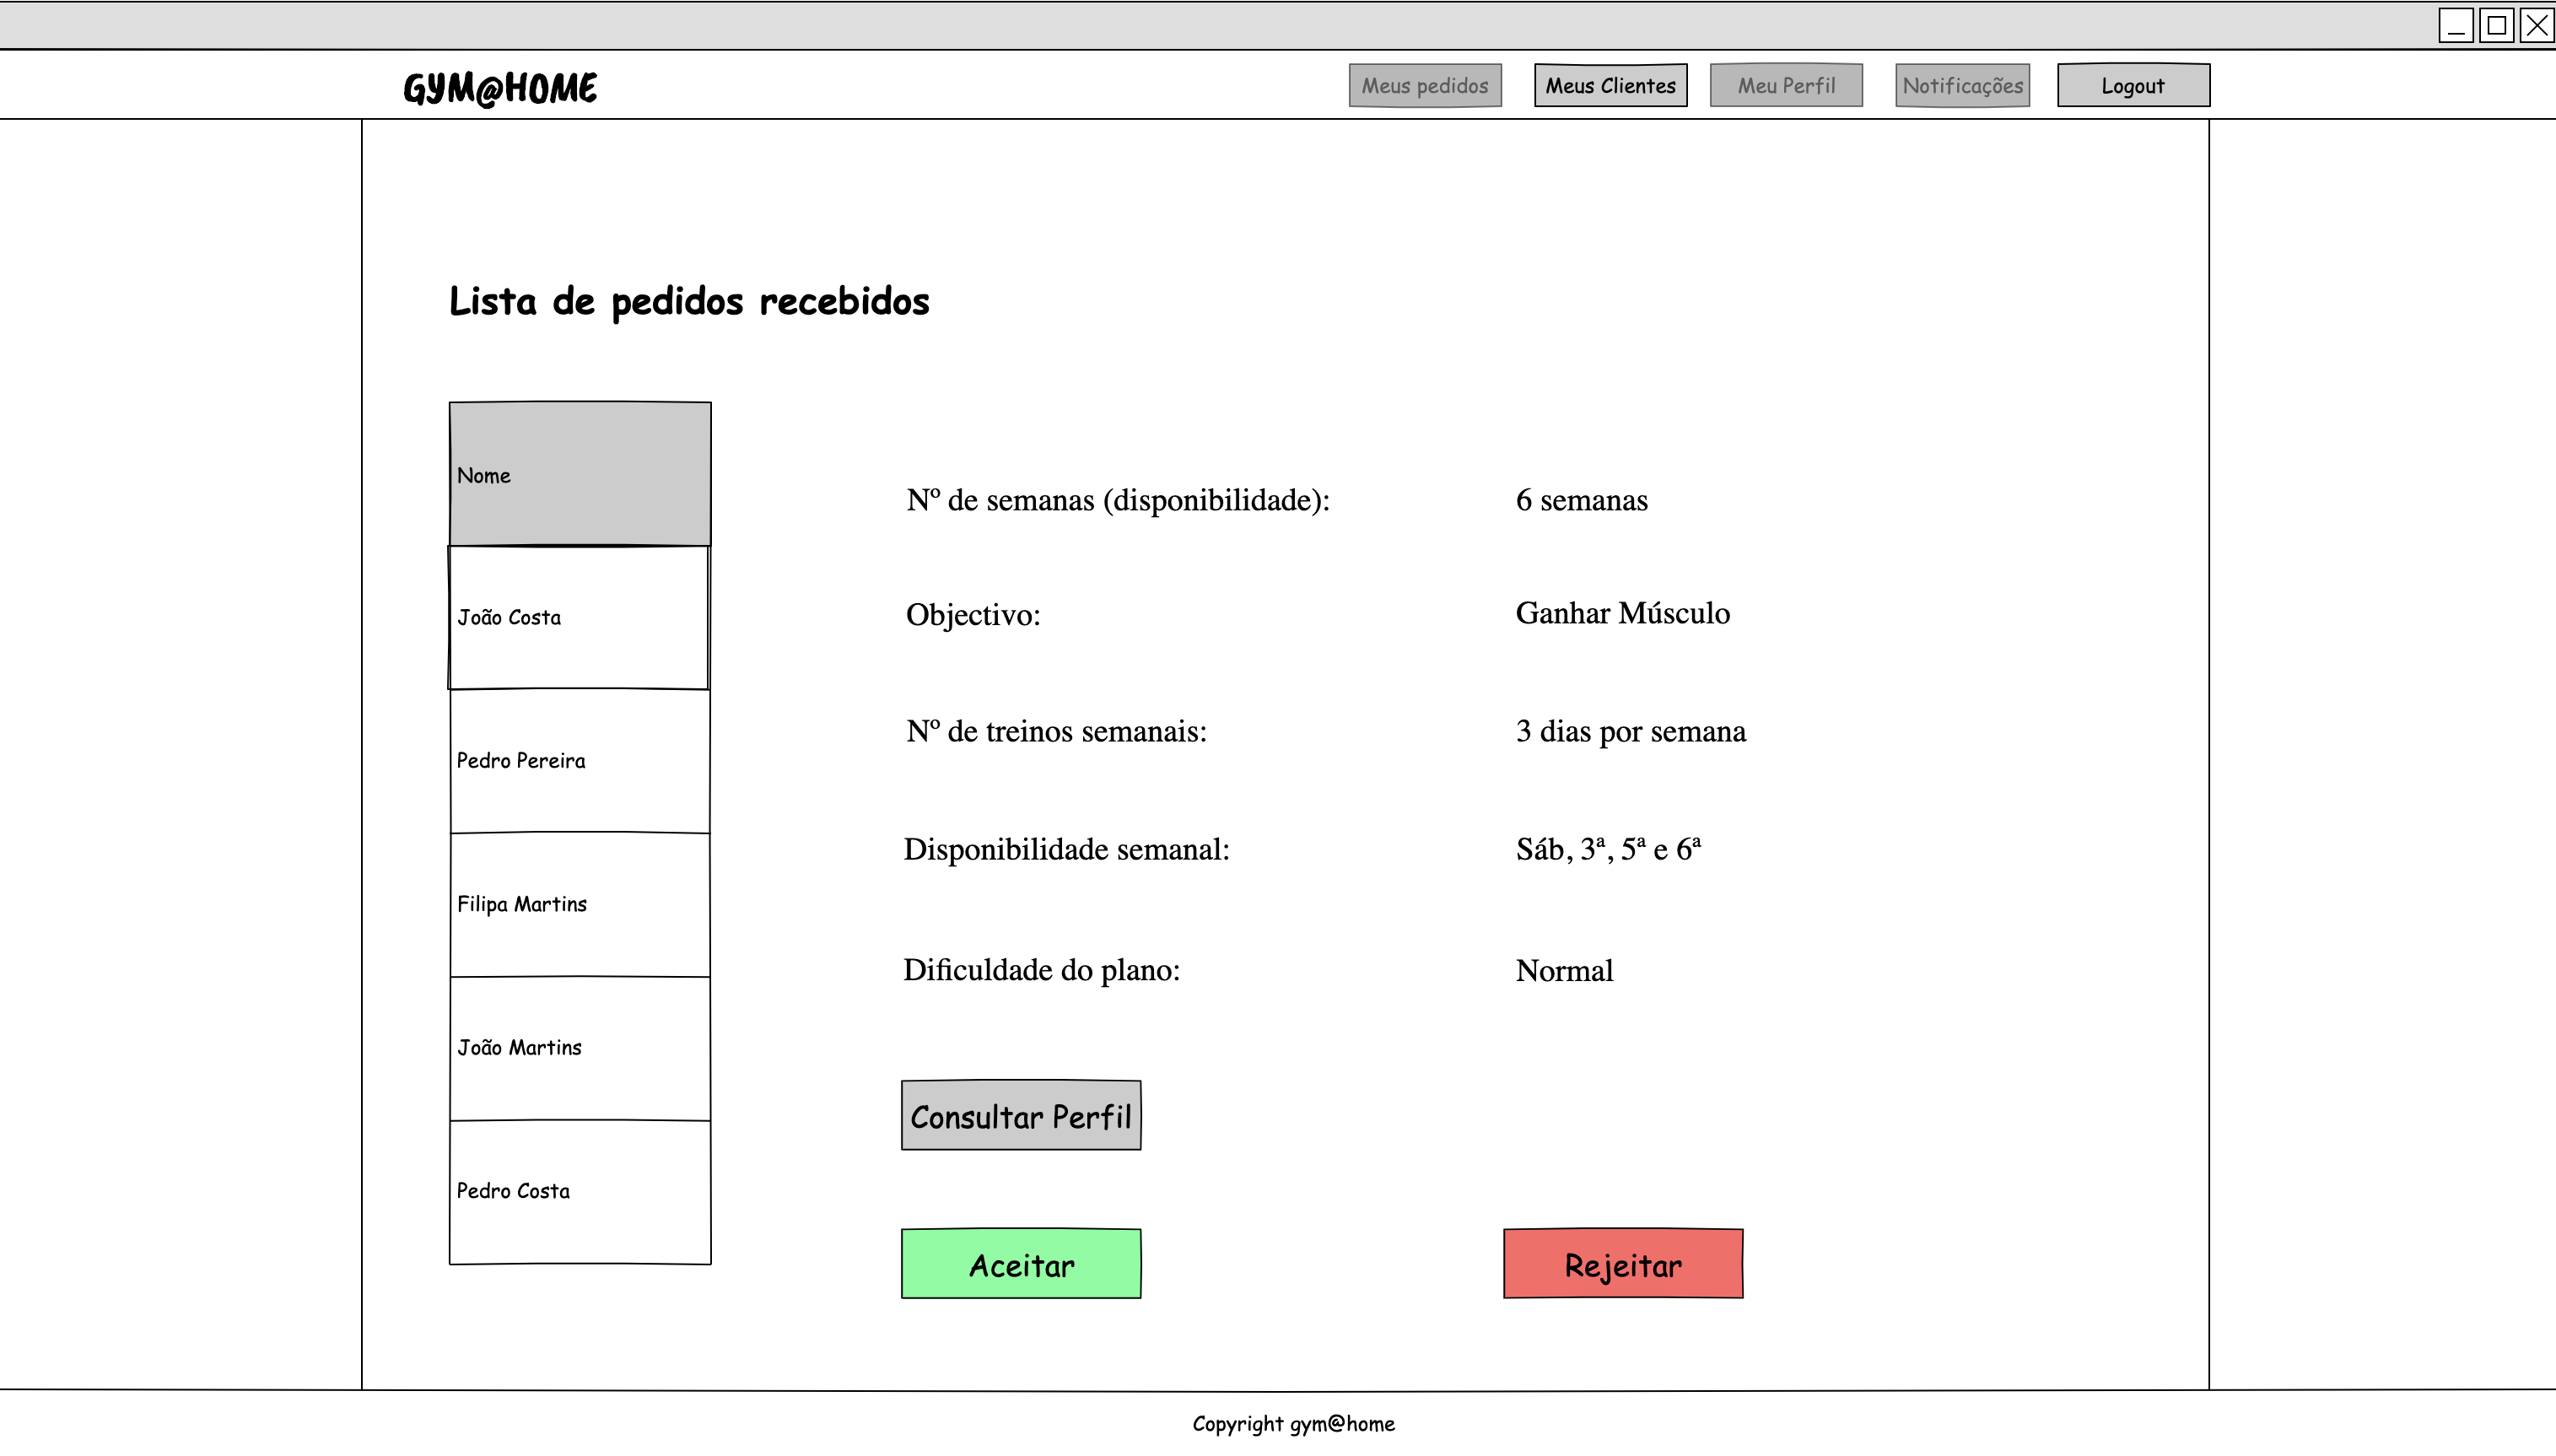 GYM@HOME
Meus pedidos
Meus Clientes
Meu Perfil
Notificações
Logout
Lista de pedidos recebidos
Nome
João Costa
Pedro Pereira
Filipa Martins
João Martins
Pedro Costa
Nº de semanas (disponibilidade): 6 semanas
Objectivo: Ganhar Músculo
Nº de treinos semanais: 3 dias por semana
Disponibilidade semanal: Sáb, 3ª, 5ª e 6ª
Dificuldade do plano: Normal
Consultar Perfil
Aceitar
Rejeitar
Copyright gym@home